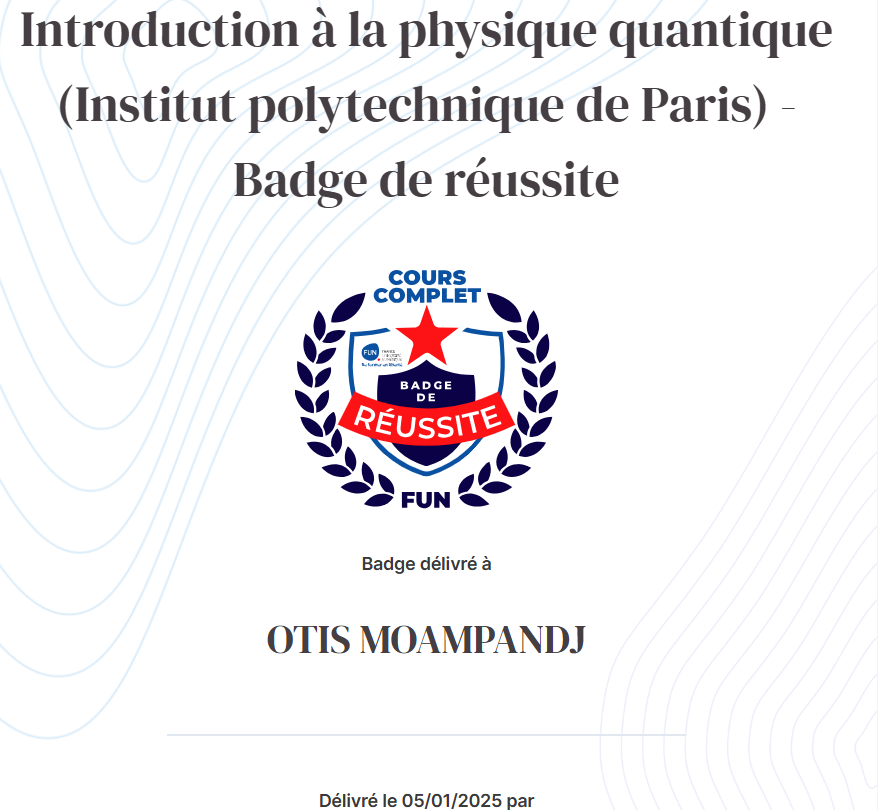 Introduction à la physique quantique
(Institut polytechnique de Paris) -
Badge de réussite
COURS
COMPLET
FUN
BADGE
DE
RÉUSSITE
FUN
Badge délivré à
OTIS MOAMPANDJ
Délivré le 05/01/2025 par